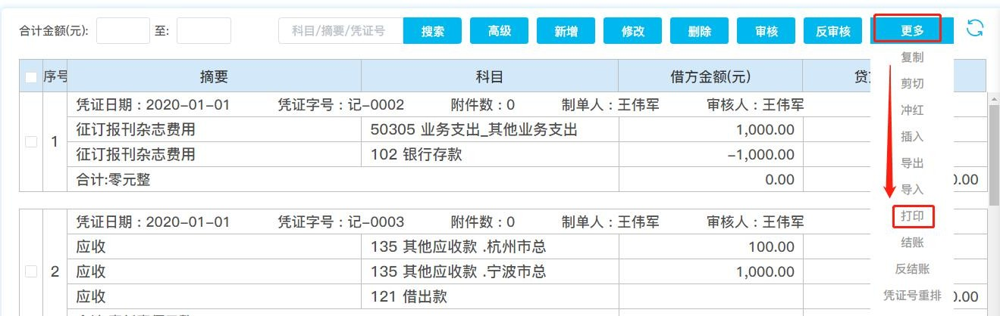 合计金额(元): 至: 科目/摘要/凭证号 搜索 高级 新增 修改 删除 审核 反审核 更多
序号 摘要 科目 借方金额(元)
凭证日期：2020-01-01 凭证字号：记-0002 附件数：0 制单人：王伟军 审核人：王伟军
1
征订报刊杂志费用 50305 业务支出_其他业务支出 1,000.00
征订报刊杂志费用 102 银行存款 -1,000.00
合计:零元整 0.00
凭证日期：2020-01-01 凭证字号：记-0003 附件数：0 制单人：王伟军 审核人：王伟军
2
应收 135 其他应收款 .杭州市总 100.00
应收 135 其他应收款 .宁波市总 1,000.00
应收 121 借出款
复制
剪切
冲红
插入
导出
导入
打印
结账
反结账
凭证号重排